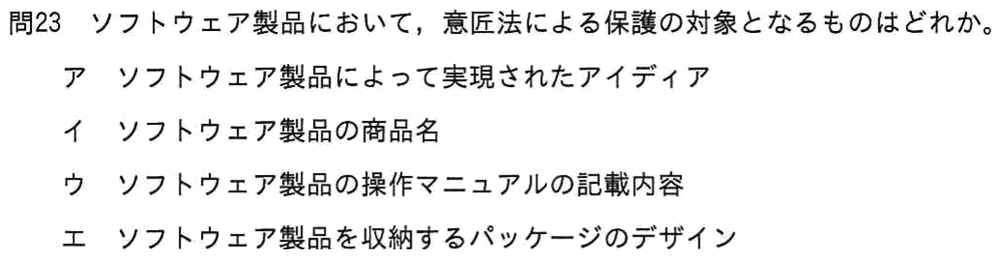 問23 ソフトウェア製品において，意匠法による保護の対象となるものはどれか。
ア ソフトウェア製品によって実現されたアイディア
イ ソフトウェア製品の商品名
ウ ソフトウェア製品の操作マニュアルの記載内容
エ ソフトウェア製品を収納するパッケージのデザイン